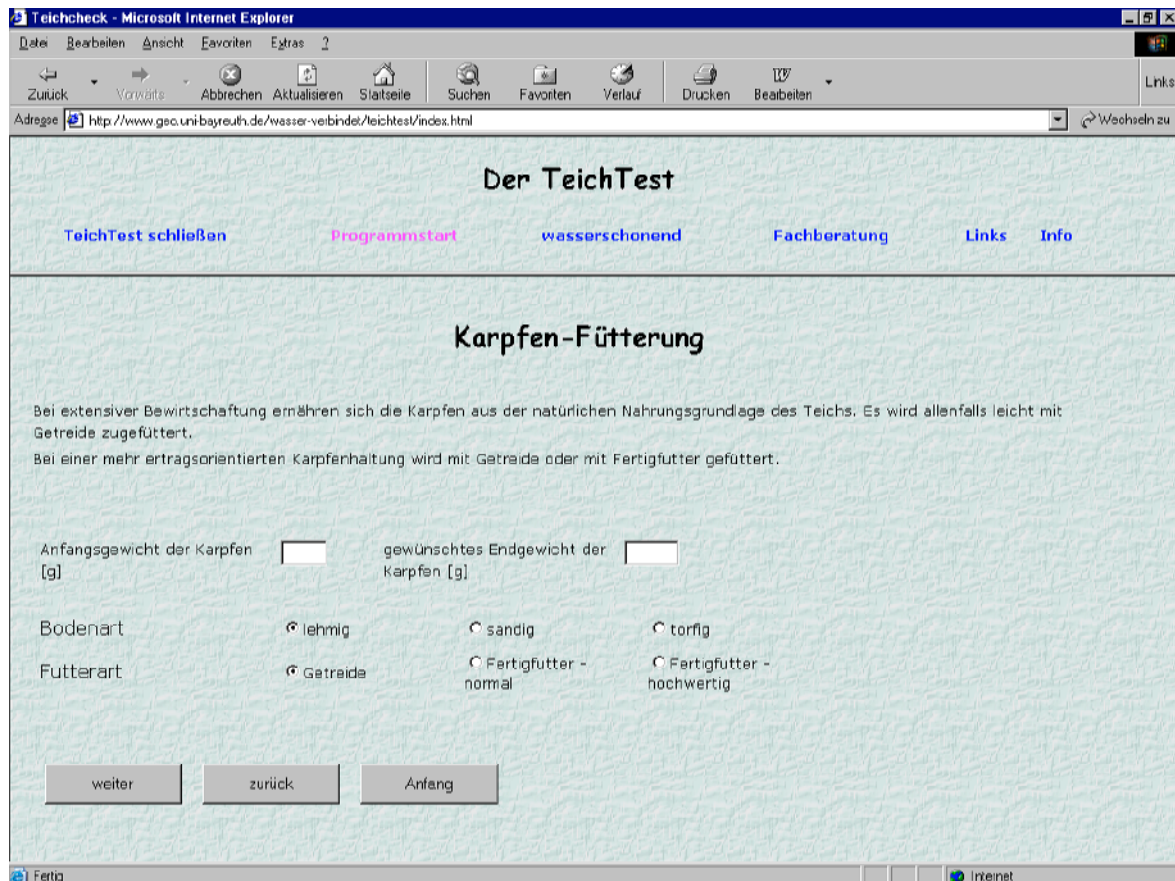 Teichcheck - Microsoft Internet Explorer
Datei Bearbeiten Ansicht Favoriten Extras ?
Zurück Vorwärts Abbrechen Aktualisieren Startseite Suchen Favoriten Verlauf Drucken Bearbeiten Links
Adresse http://www.geo.uni-bayreuth.de/wasser-verbindet/teichtest/index.html Wechseln zu
Der TeichTest
TeichTest schließen Programmstart wasserschonend Fachberatung Links Info
Karpfen-Fütterung
Bei extensiver Bewirtschaftung ernähren sich die Karpfen aus der natürlichen Nahrungsgrundlage des Teichs. Es wird allenfalls leicht mit
Getreide zugefüttert.
Bei einer mehr ertragsorientierten Karpfenhaltung wird mit Getreide oder mit Fertigfutter gefüttert.
Anfangsgewicht der Karpfen
[g]
gewünschtes Endgewicht der
Karpfen [g]
Bodenart lehmig sandig torfig
Futterart Getreide
Fertigfutter -
normal
Fertigfutter -
hochwertig
weiter zurück Anfang
Fertig Internet